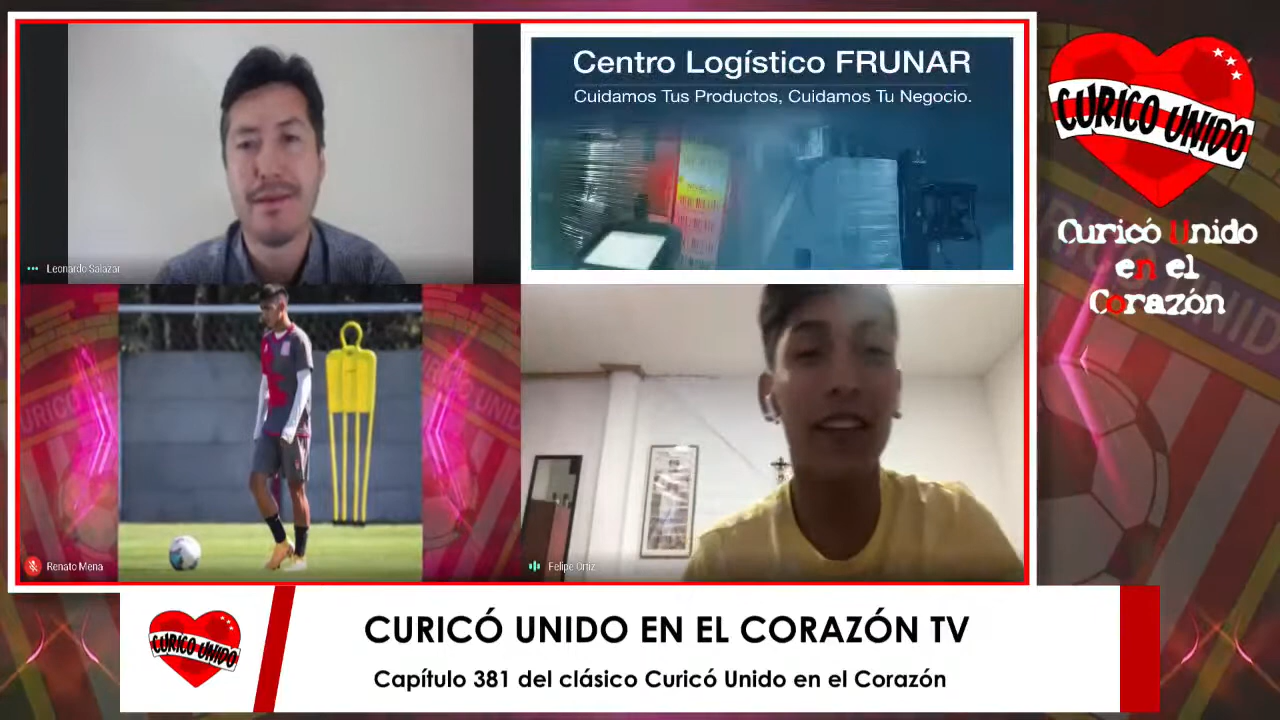 Centro Logístico FRUNAR
Cuidamos Tus Productos, Cuidamos Tu Negocio.
CURICO UNIDO
Curicó Unido
en el
Corazón
Leonardo Salazar
Renato Mena
Felipe Ortiz
CURICO UNIDO
CURICÓ UNIDO EN EL CORAZÓN TV
Capítulo 381 del clásico Curicó Unido en el Corazón